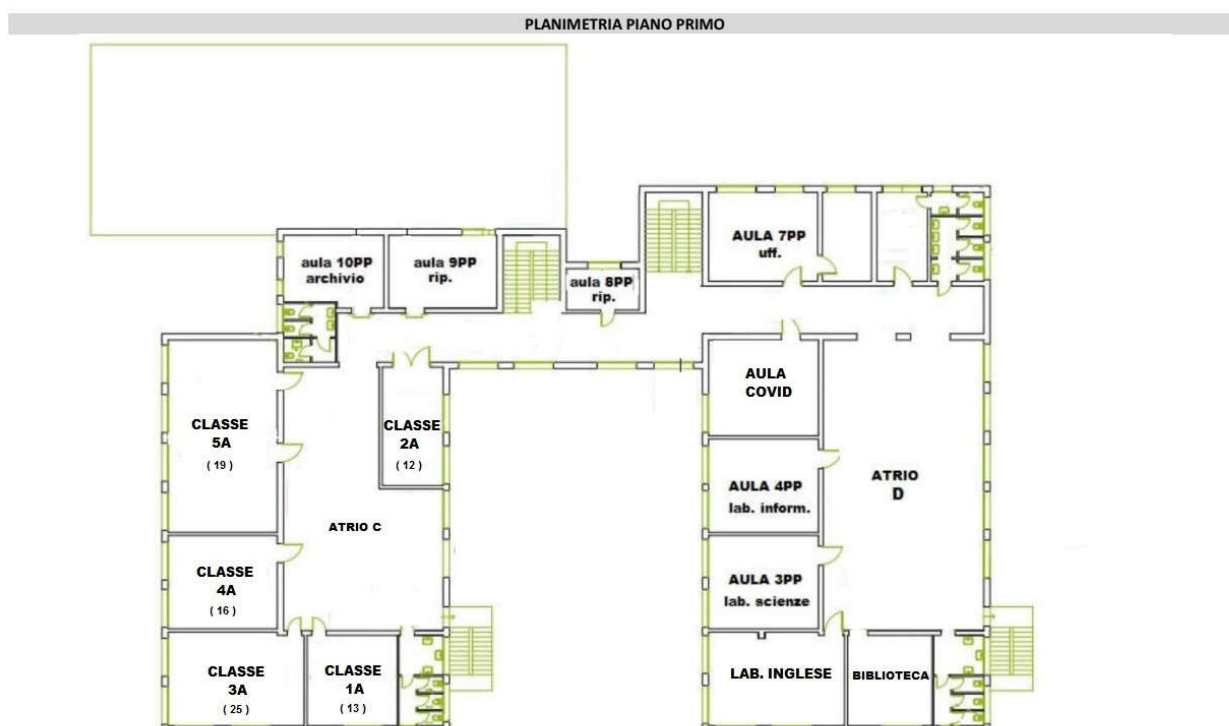 PLANIMETRIA PIANO PRIMO
AULA 7PP
uff.
aula 10PP
archivio
aula 9PP
rip.
aula 8PP
rip.
AULA
COVID
CLASSE
5A
( 19 )
CLASSE
2A
( 12 )
ATRIO
D
AULA 4PP
lab. inform.
ATRIO C
CLASSE
4A
( 16 )
AULA 3PP
lab. scienze
CLASSE
3A
( 25 )
CLASSE
1A
( 13 )
LAB. INGLESE
BIBLIOTECA